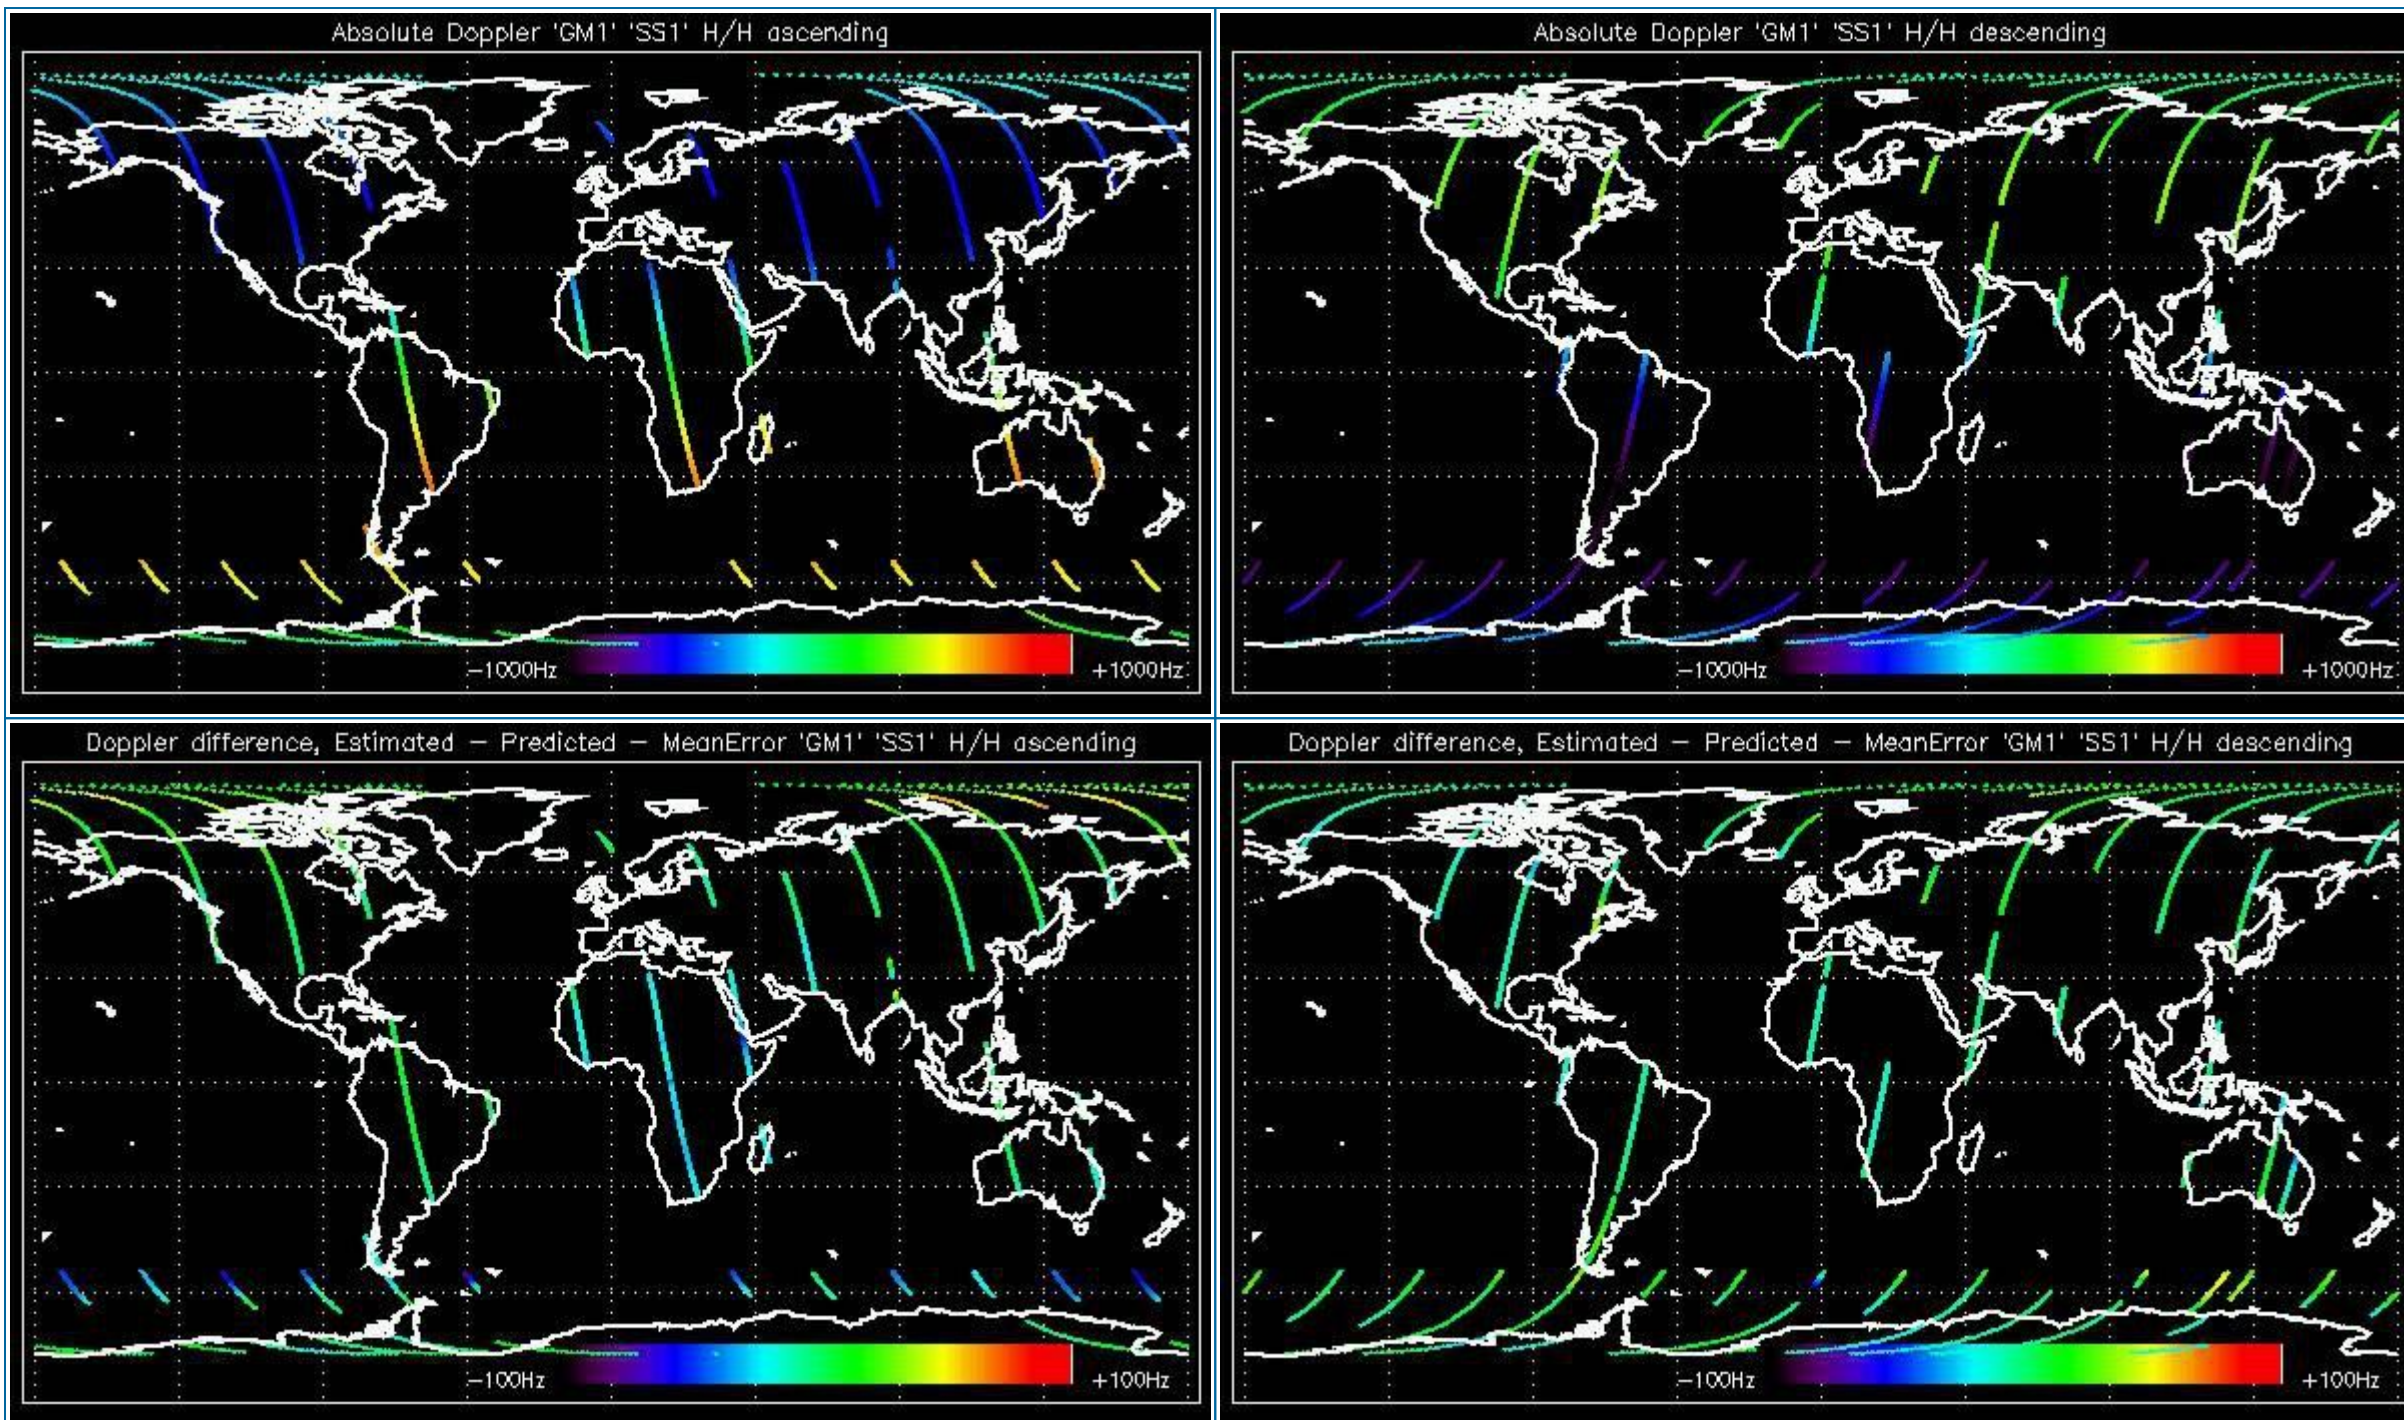 Absolute Doppler 'GM1' 'SS1' H/H ascending
−1000Hz
+1000Hz
Absolute Doppler 'GM1' 'SS1' H/H descending
−1000Hz
+1000Hz
Doppler difference, Estimated − Predicted − MeanError 'GM1' 'SS1' H/H ascending
−100Hz
+100Hz
Doppler difference, Estimated − Predicted − MeanError 'GM1' 'SS1' H/H descending
−100Hz
+100Hz